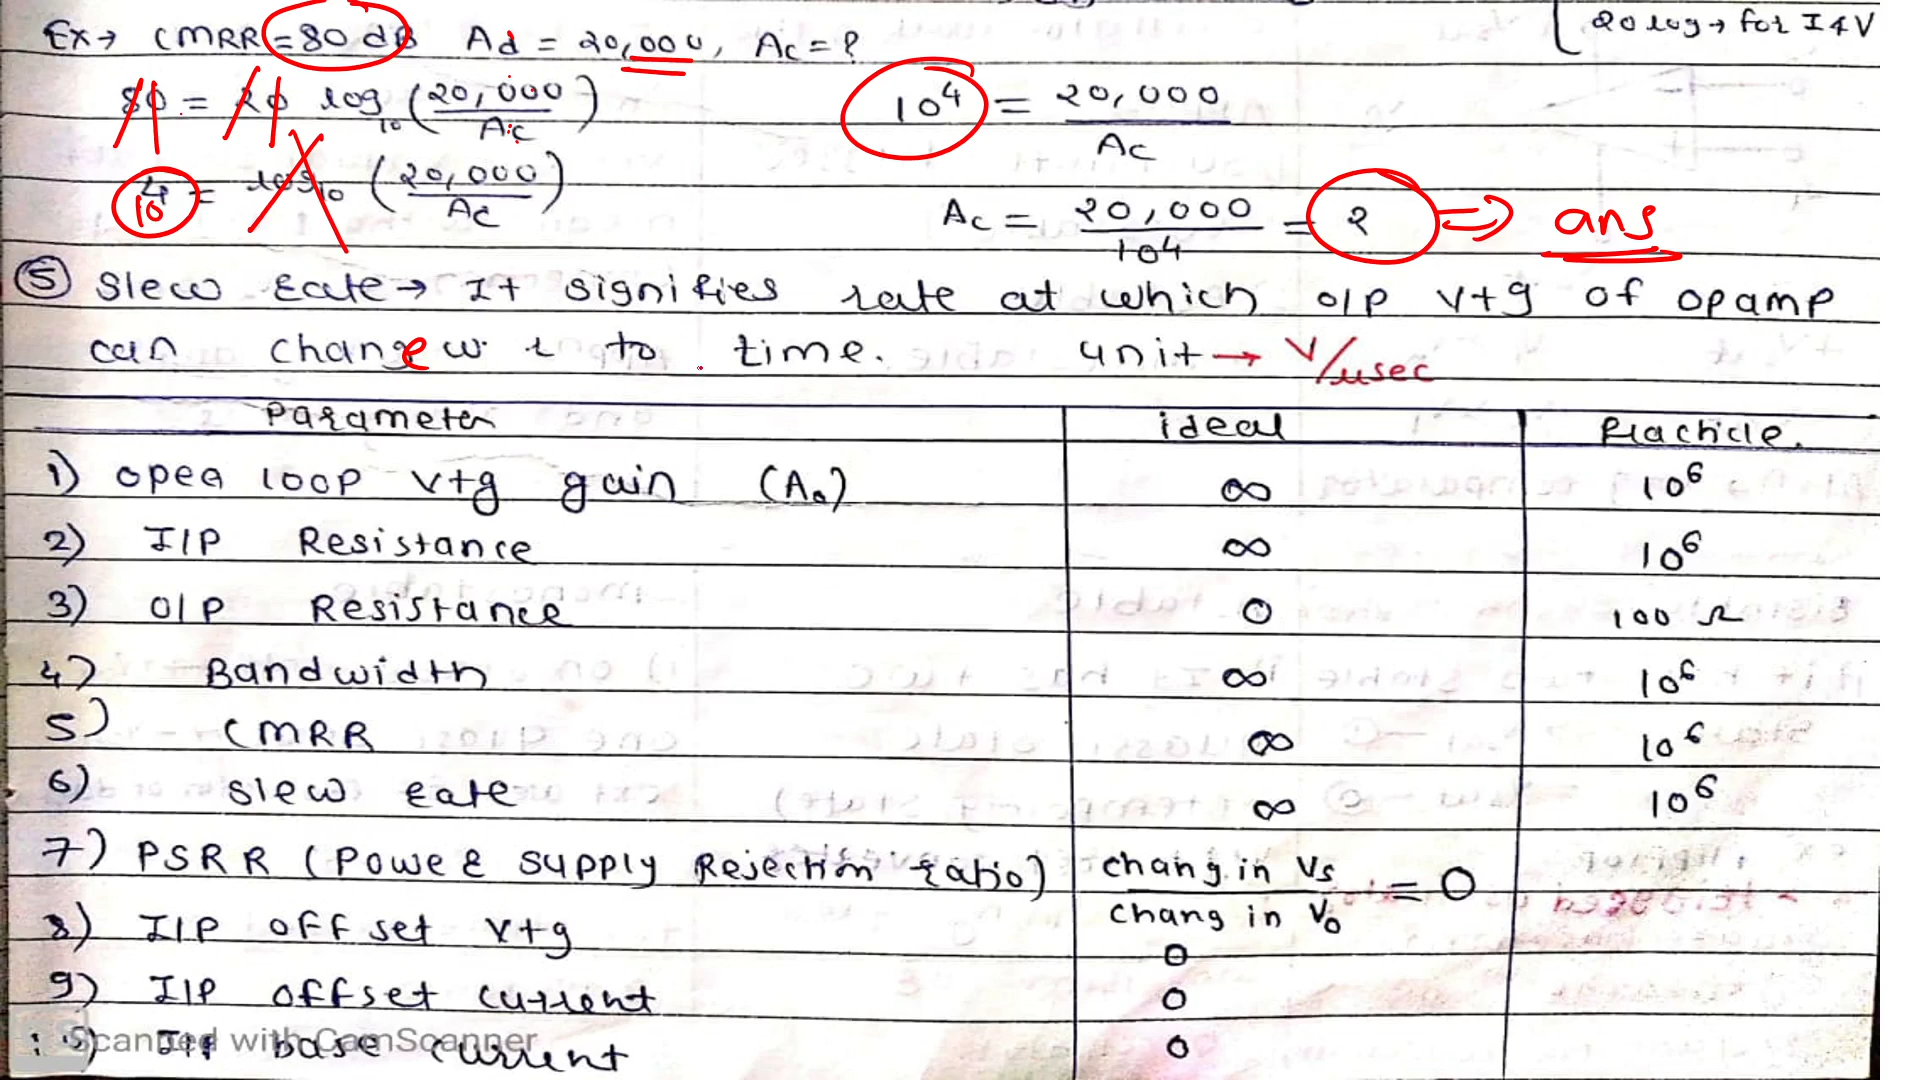 20 log → for I & V
Ex → CMRR = 80 dB Ad = 20,000, Ac = ?
80 = 20 log10 (20,000 / Ac)
10^4 = 20,000 / Ac
10^4 = log10 (20,000 / Ac)
Ac = 20,000 / 10^4 = 2 ⇒ ans
⑤ Slew rate → It signifies rate at which o/p vtg of opamp
can change w. r to. time. unit → V/usec
Parameter ideal Practicle.
1) open loop vtg gain (Ao) ∞ 10^6
2) I/P Resistance ∞ 10^6
3) O/P Resistance 0 100 Ω
4) Bandwidth ∞ 10^6
5) CMRR ∞ 10^6
6) slew rate ∞ 10^6
7) PSRR (Power supply Rejection ratio) chang in Vs / chang in Vo = 0
8) I/P offset vtg 0
9) I/P offset current 0
I/P base current 0
Scanned with CamScanner